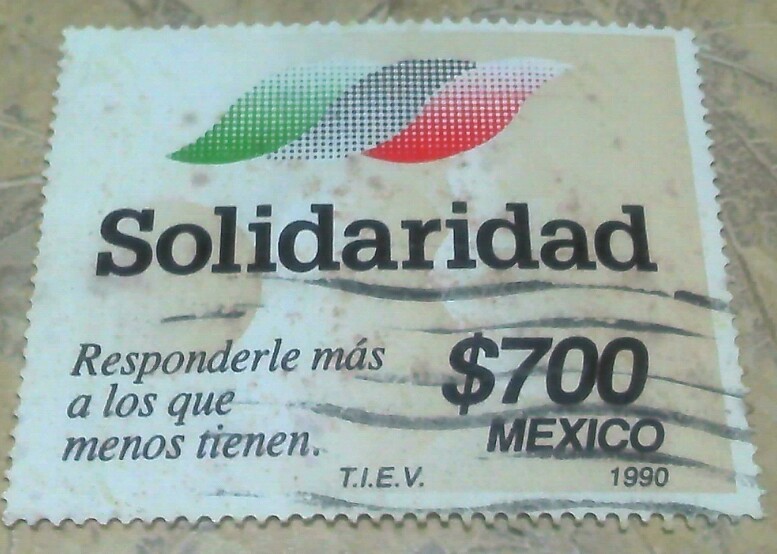 Solidaridad
Responderle más
a los que
menos tienen.
$700
MEXICO
T.I.E.V.
1990